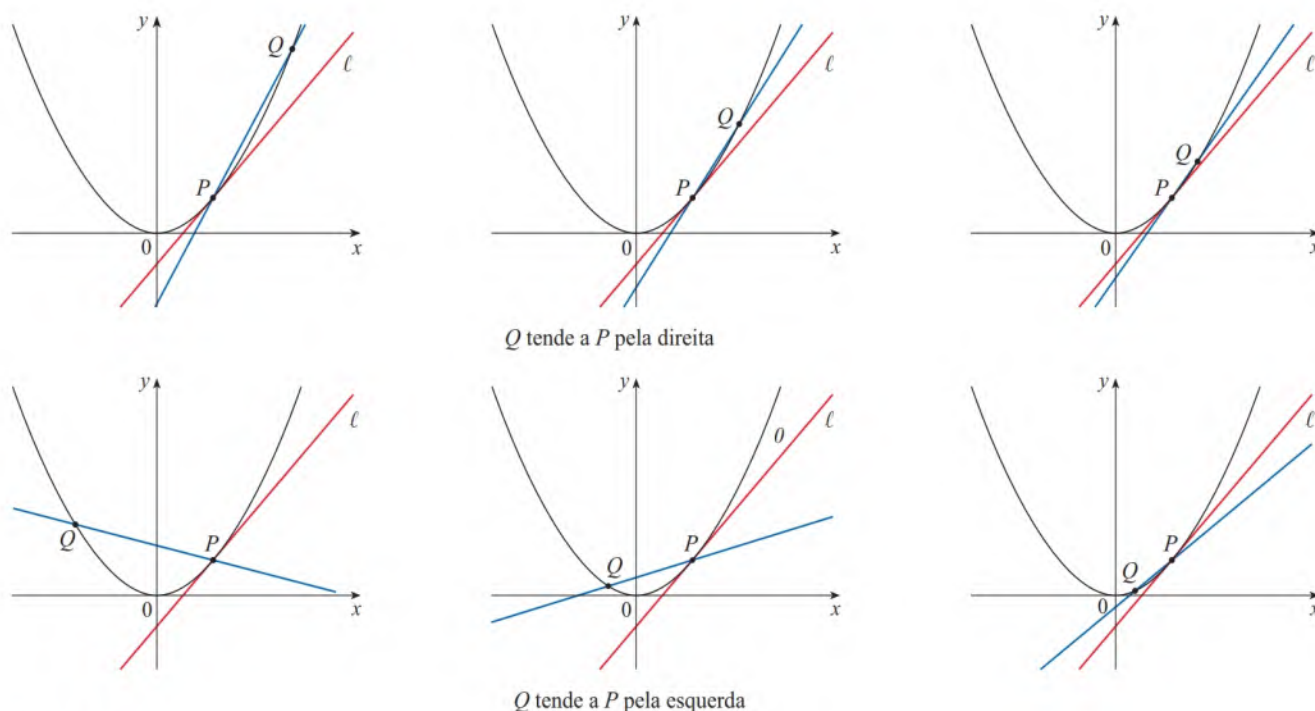 y y y
Q ℓ Q ℓ Q ℓ
P P P
0 x 0 x 0 x
Q tende a P pela direita
y y y
ℓ 0 ℓ ℓ
Q P Q P Q P
0 x 0 x 0 x
Q tende a P pela esquerda